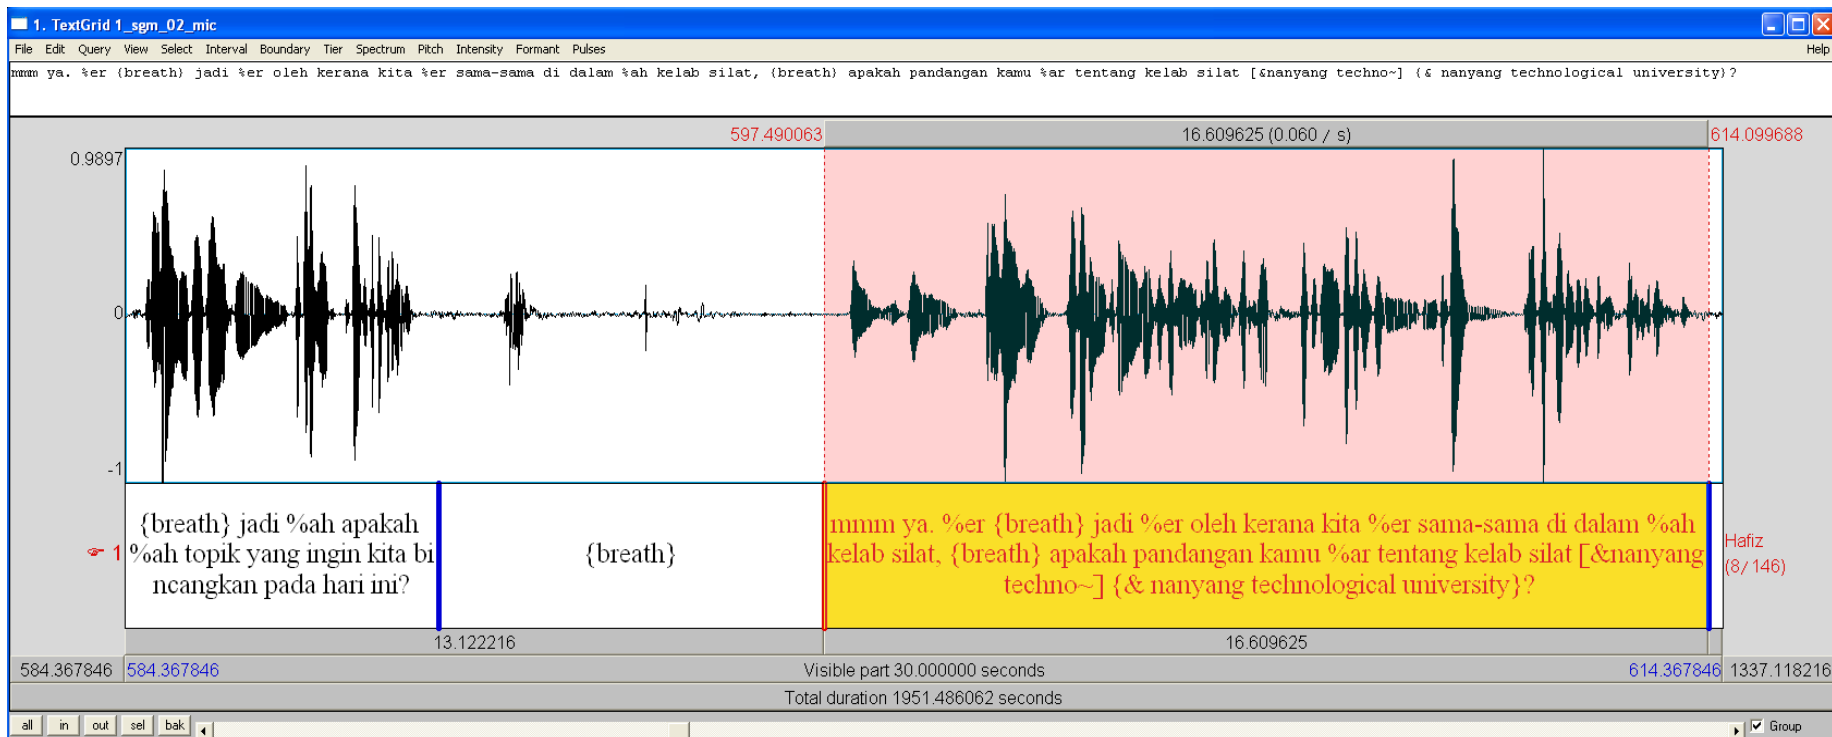 1. TextGrid 1_sgm_02_mic
File Edit Query View Select Interval Boundary Tier Spectrum Pitch Intensity Formant Pulses Help
mmm ya. %er {breath} jadi %er oleh kerana kita %er sama-sama di dalam %ah kelab silat, {breath} apakah pandangan kamu %ar tentang kelab silat [&nanyang techno~] {& nanyang technological university}?
597.490063 16.609625 (0.060 / s) 614.099688
0.9897
0
-1
{breath} jadi %ah apakah
%ah topik yang ingin kita bi
ncangkan pada hari ini?
{breath}
mmm ya. %er {breath} jadi %er oleh kerana kita %er sama-sama di dalam %ah
kelab silat, {breath} apakah pandangan kamu %ar tentang kelab silat [&nanyang
techno~] {& nanyang technological university}?
1
Hafiz
(8/146)
13.122216 16.609625
584.367846 584.367846 Visible part 30.000000 seconds 614.367846 1337.118216
Total duration 1951.486062 seconds
all in out sel bak Group